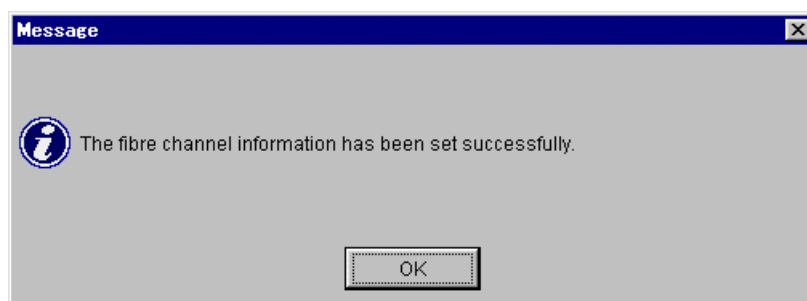 Message
The fibre channel information has been set successfully.
OK